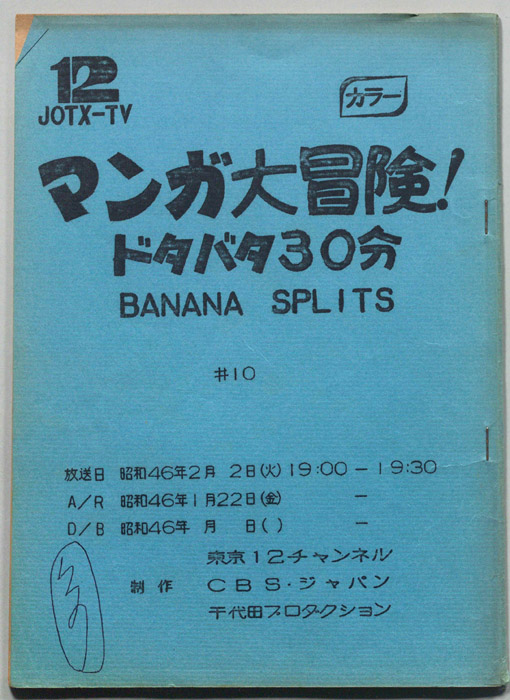 12
JOTX-TV
カラー
マンガ大冒険!
ドタバタ30分
BANANA SPLITS
#10
放送日 昭和46年2月 2日(火) 19:00 - 19:30
A/R 昭和46年1月22日(金) -
D/B 昭和46年 月 日( ) -
東京12チャンネル
制作 CBS・ジャパン
千代田プロダクション